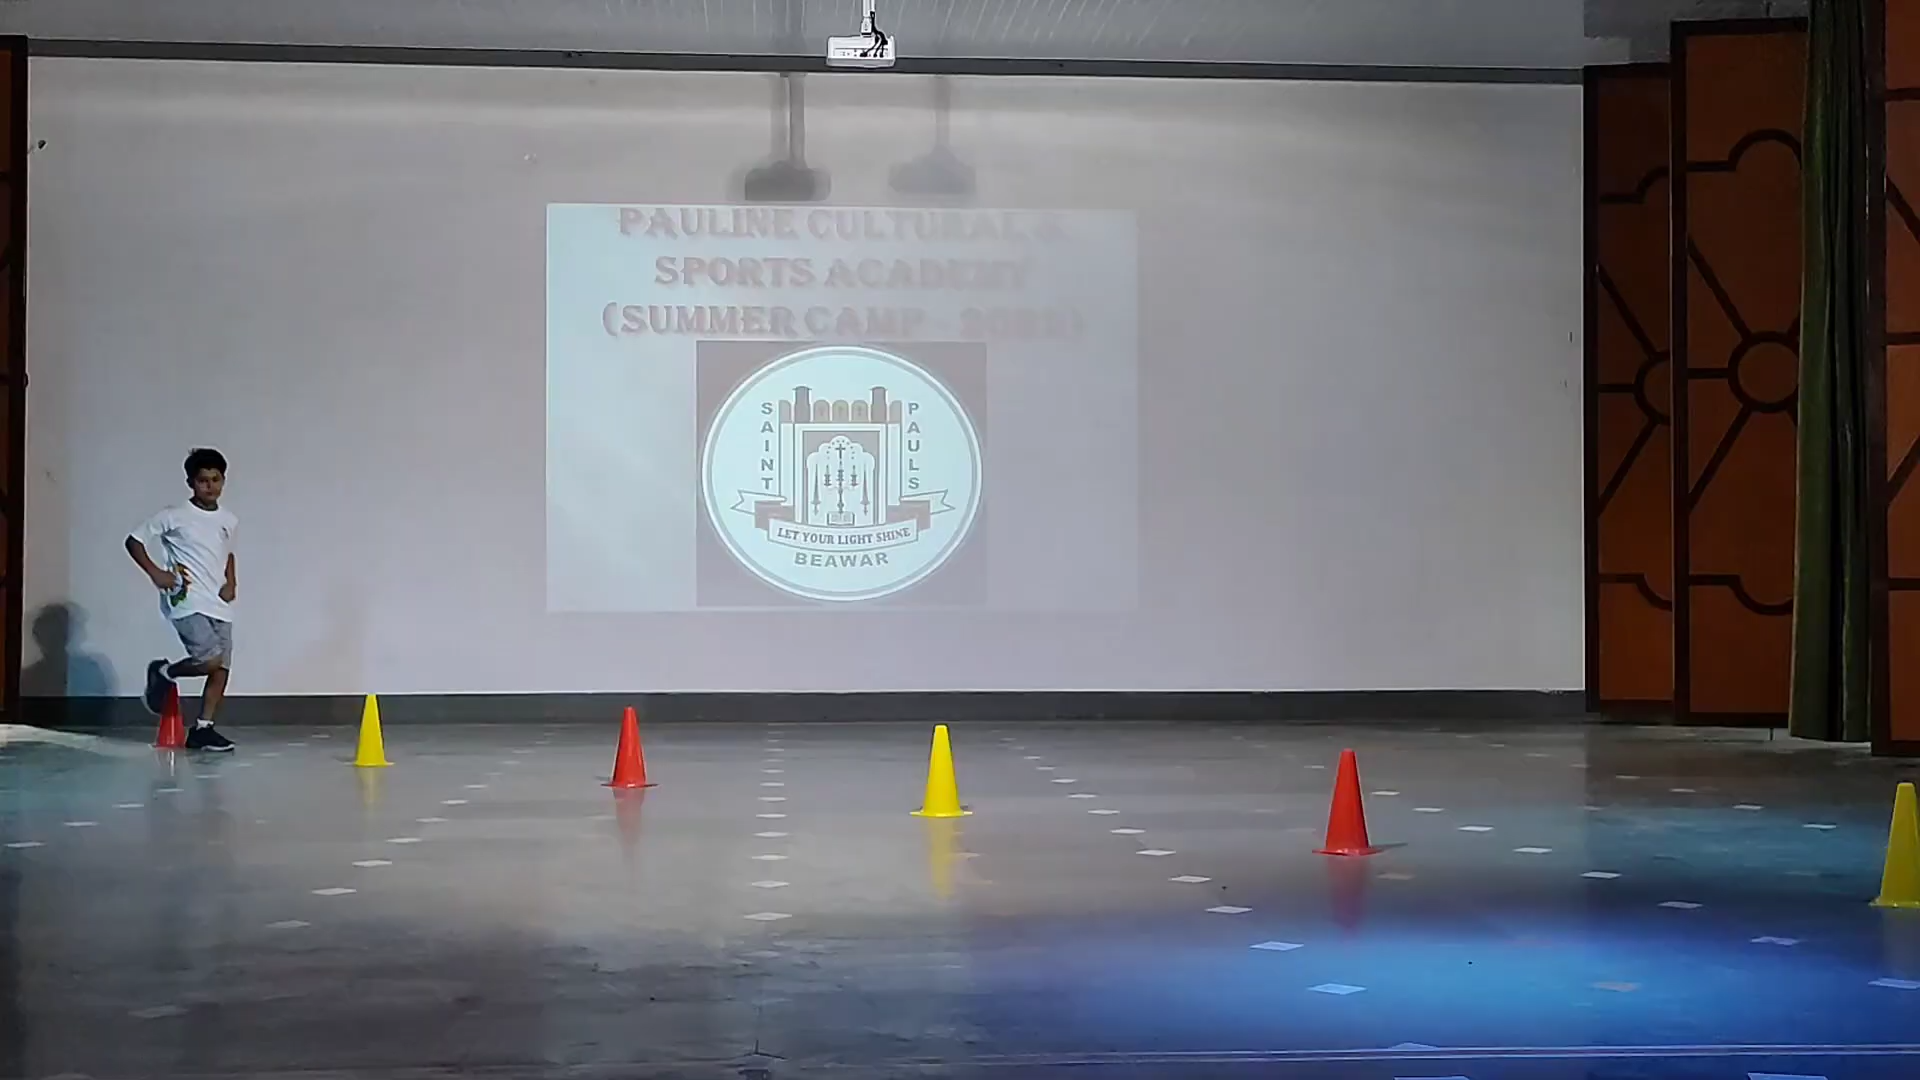 PAULINE CULTURAL &
SPORTS ACADEMY
(SUMMER CAMP -
SAINT
PAULS
LET YOUR LIGHT SHINE
BEAWAR